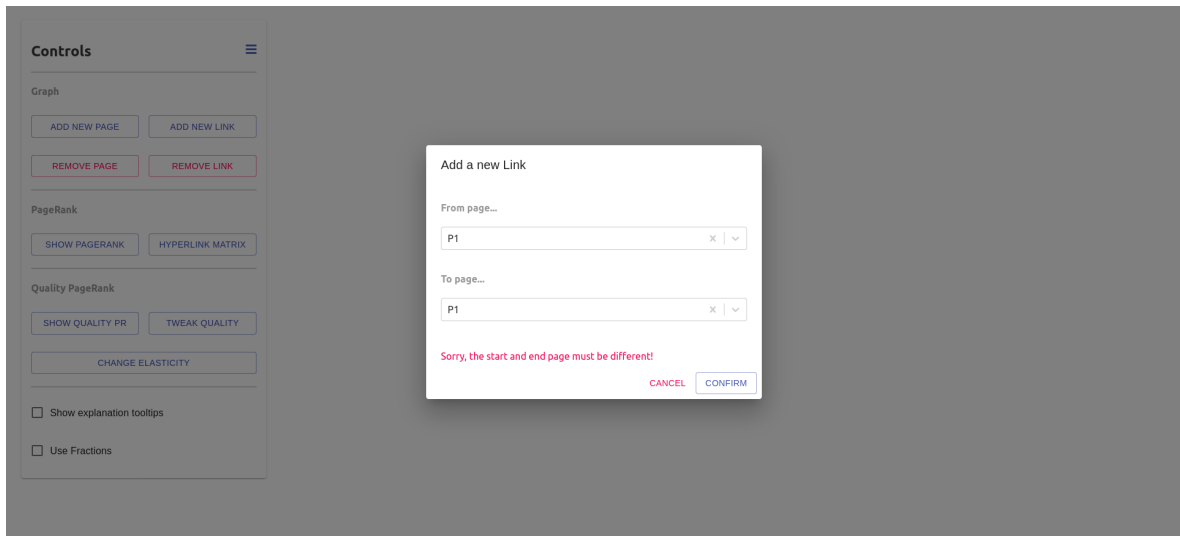 Controls
Graph
ADD NEW PAGE ADD NEW LINK
REMOVE PAGE REMOVE LINK
PageRank
SHOW PAGERANK HYPERLINK MATRIX
Quality PageRank
SHOW QUALITY PR TWEAK QUALITY
CHANGE ELASTICITY
Show explanation tooltips
Use Fractions
Add a new Link
From page...
P1
To page...
P1
Sorry, the start and end page must be different!
CANCEL CONFIRM